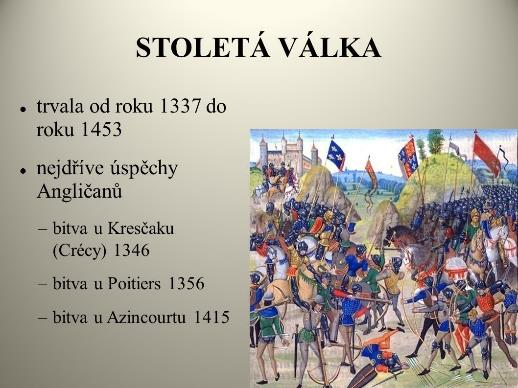 STOLETÁ VÁLKA
● trvala od roku 1337 do
roku 1453
● nejdříve úspěchy
Angličanů
– bitva u Kresčaku
(Crécy) 1346
– bitva u Poitiers 1356
– bitva u Azincourtu 1415